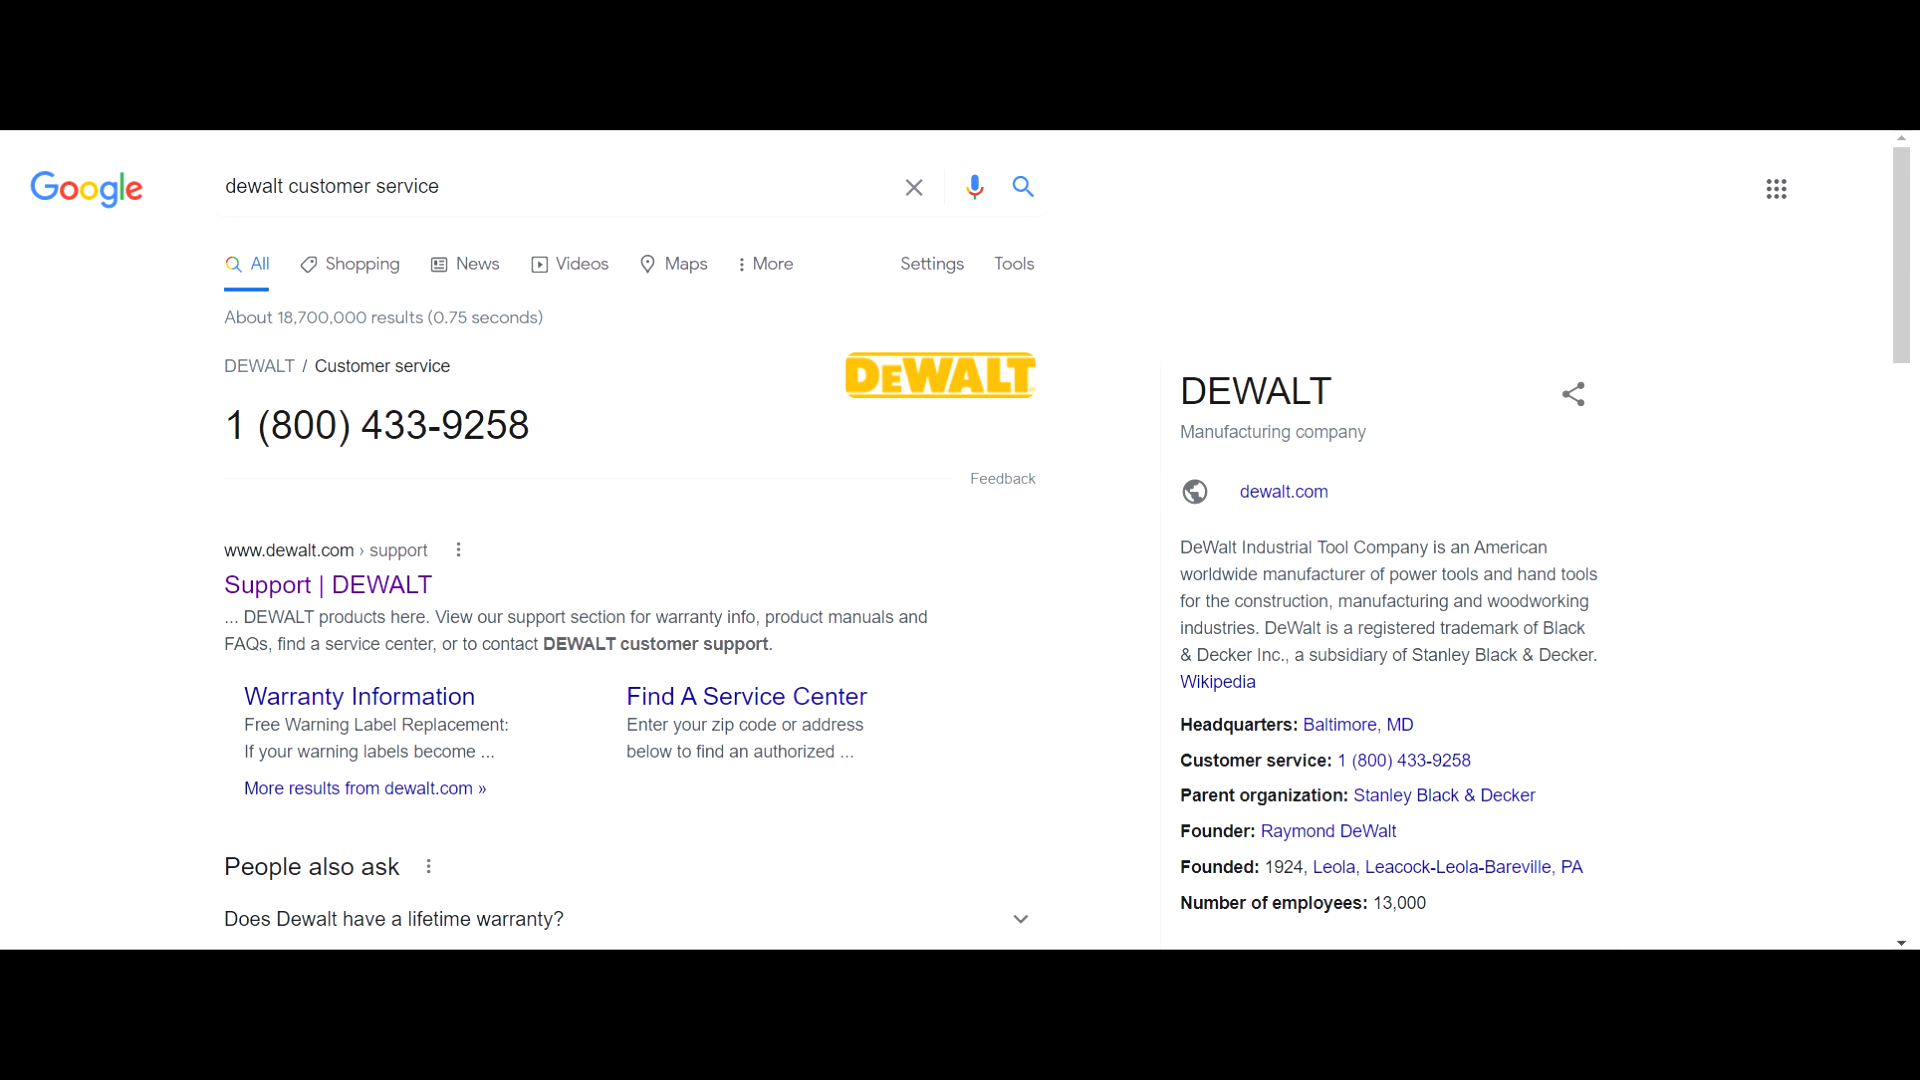 Google
dewalt customer service
All
Shopping
News
Videos
Maps
More
Settings
Tools
About 18,700,000 results (0.75 seconds)
DEWALT / Customer service
DEWALT
1 (800) 433-9258
Feedback
www.dewalt.com › support
Support | DEWALT
... DEWALT products here. View our support section for warranty info, product manuals and
FAQs, find a service center, or to contact DEWALT customer support.
Warranty Information
Free Warning Label Replacement:
If your warning labels become ...
Find A Service Center
Enter your zip code or address
below to find an authorized ...
More results from dewalt.com »
People also ask
Does Dewalt have a lifetime warranty?
DEWALT
Manufacturing company
dewalt.com
DeWalt Industrial Tool Company is an American
worldwide manufacturer of power tools and hand tools
for the construction, manufacturing and woodworking
industries. DeWalt is a registered trademark of Black
& Decker Inc., a subsidiary of Stanley Black & Decker.
Wikipedia
Headquarters: Baltimore, MD
Customer service: 1 (800) 433-9258
Parent organization: Stanley Black & Decker
Founder: Raymond DeWalt
Founded: 1924, Leola, Leacock-Leola-Bareville, PA
Number of employees: 13,000